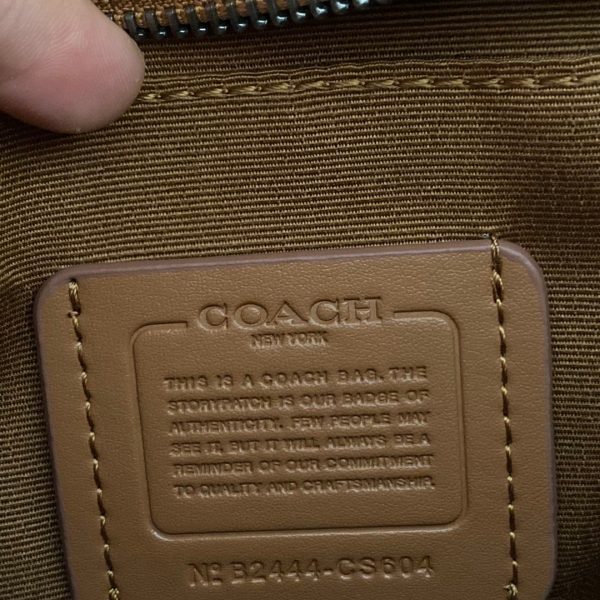 COACH
NEW YORK
THIS IS A COACH BAG. THE
STORYPATCH IS OUR BADGE OF
AUTHENTICITY. FEW PEOPLE MAY
SEE IT, BUT IT WILL ALWAYS BE A
REMINDER OF OUR COMMITMENT
TO QUALITY AND CRAFTSMANSHIP.
Nº B2444-CS604